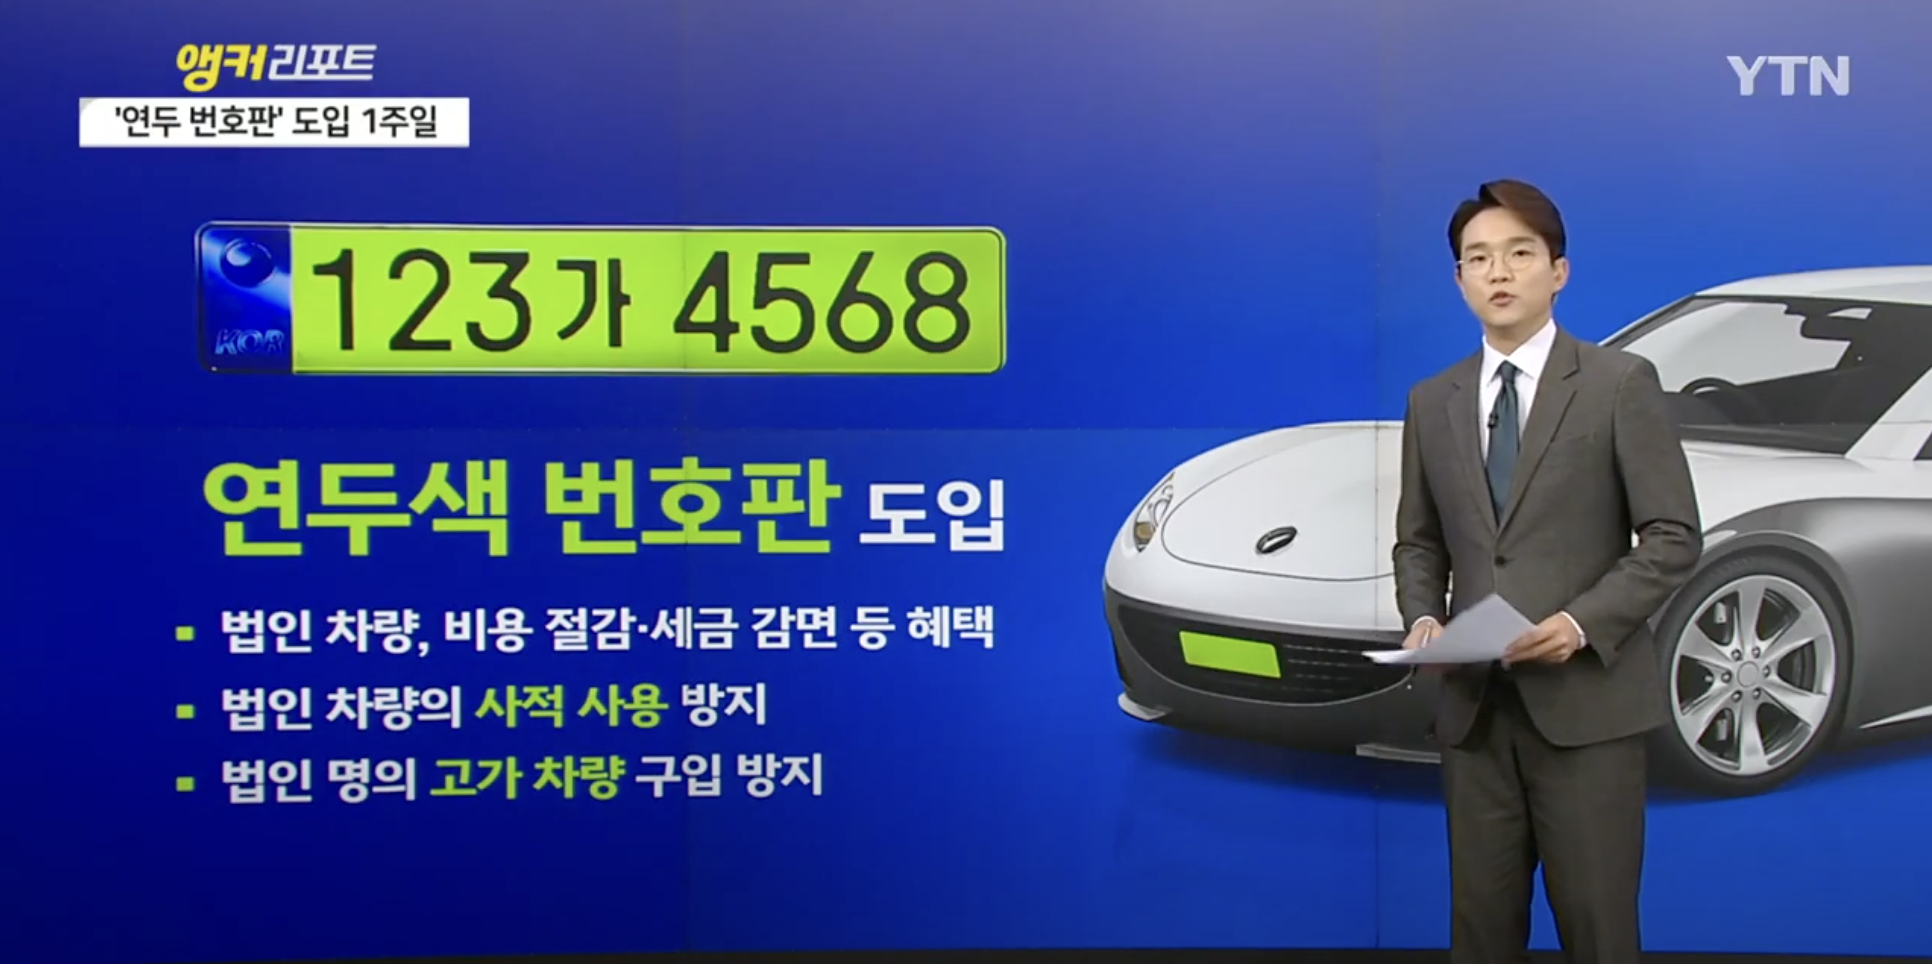 앵커리포트
YTN
'연두 번호판' 도입 1주일
KOR
123가 4568
연두색 번호판 도입
▪ 법인 차량, 비용 절감·세금 감면 등 혜택
▪ 법인 차량의 사적 사용 방지
▪ 법인 명의 고가 차량 구입 방지